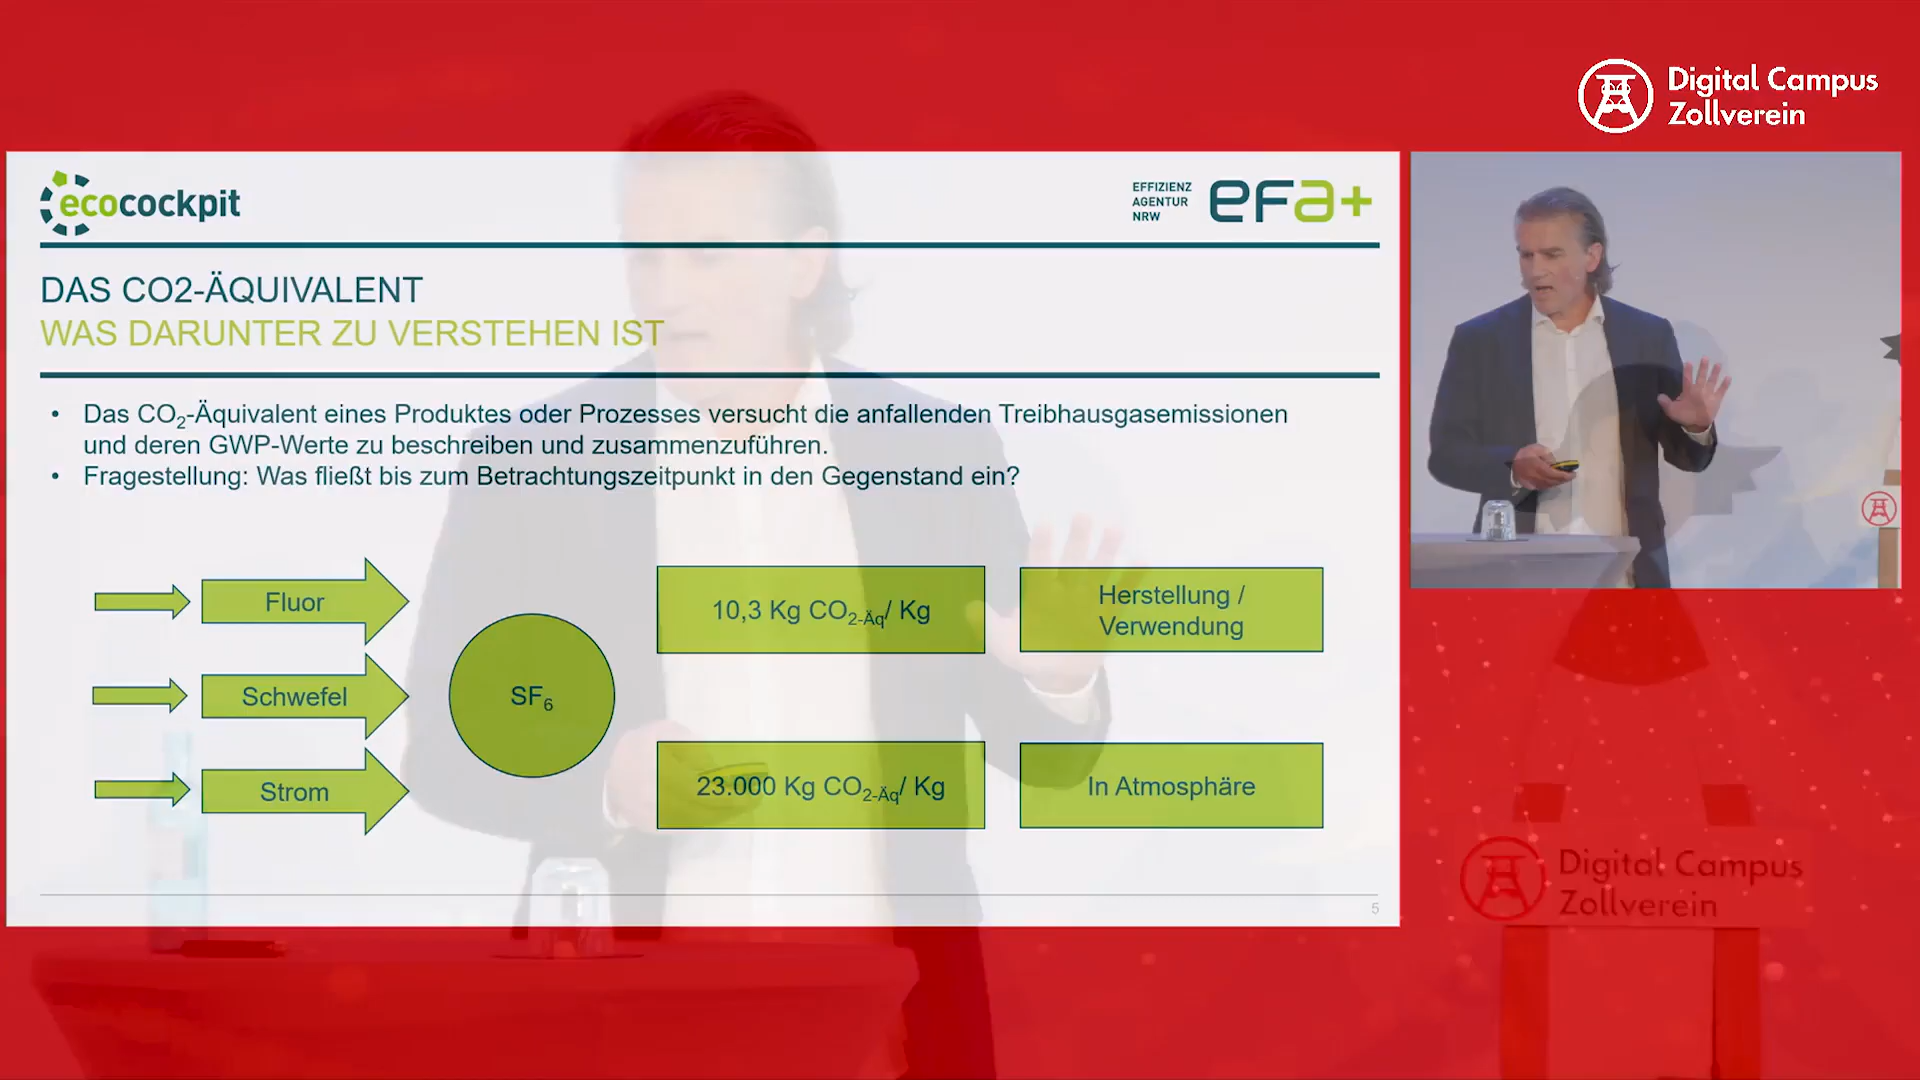 Digital Campus
Zollverein
ecocockpit
EFFIZIENZ
AGENTUR
NRW
efa+
DAS CO2-ÄQUIVALENT
WAS DARUNTER ZU VERSTEHEN IST
• Das CO₂-Äquivalent eines Produktes oder Prozesses versucht die anfallenden Treibhausgasemissionen
und deren GWP-Werte zu beschreiben und zusammenzuführen.
• Fragestellung: Was fließt bis zum Betrachtungszeitpunkt in den Gegenstand ein?
Fluor
Schwefel
Strom
SF₆
10,3 Kg CO2-Äq/ Kg
Herstellung /
Verwendung
23.000 Kg CO2-Äq/ Kg
In Atmosphäre
5
Digital Campus
Zollverein